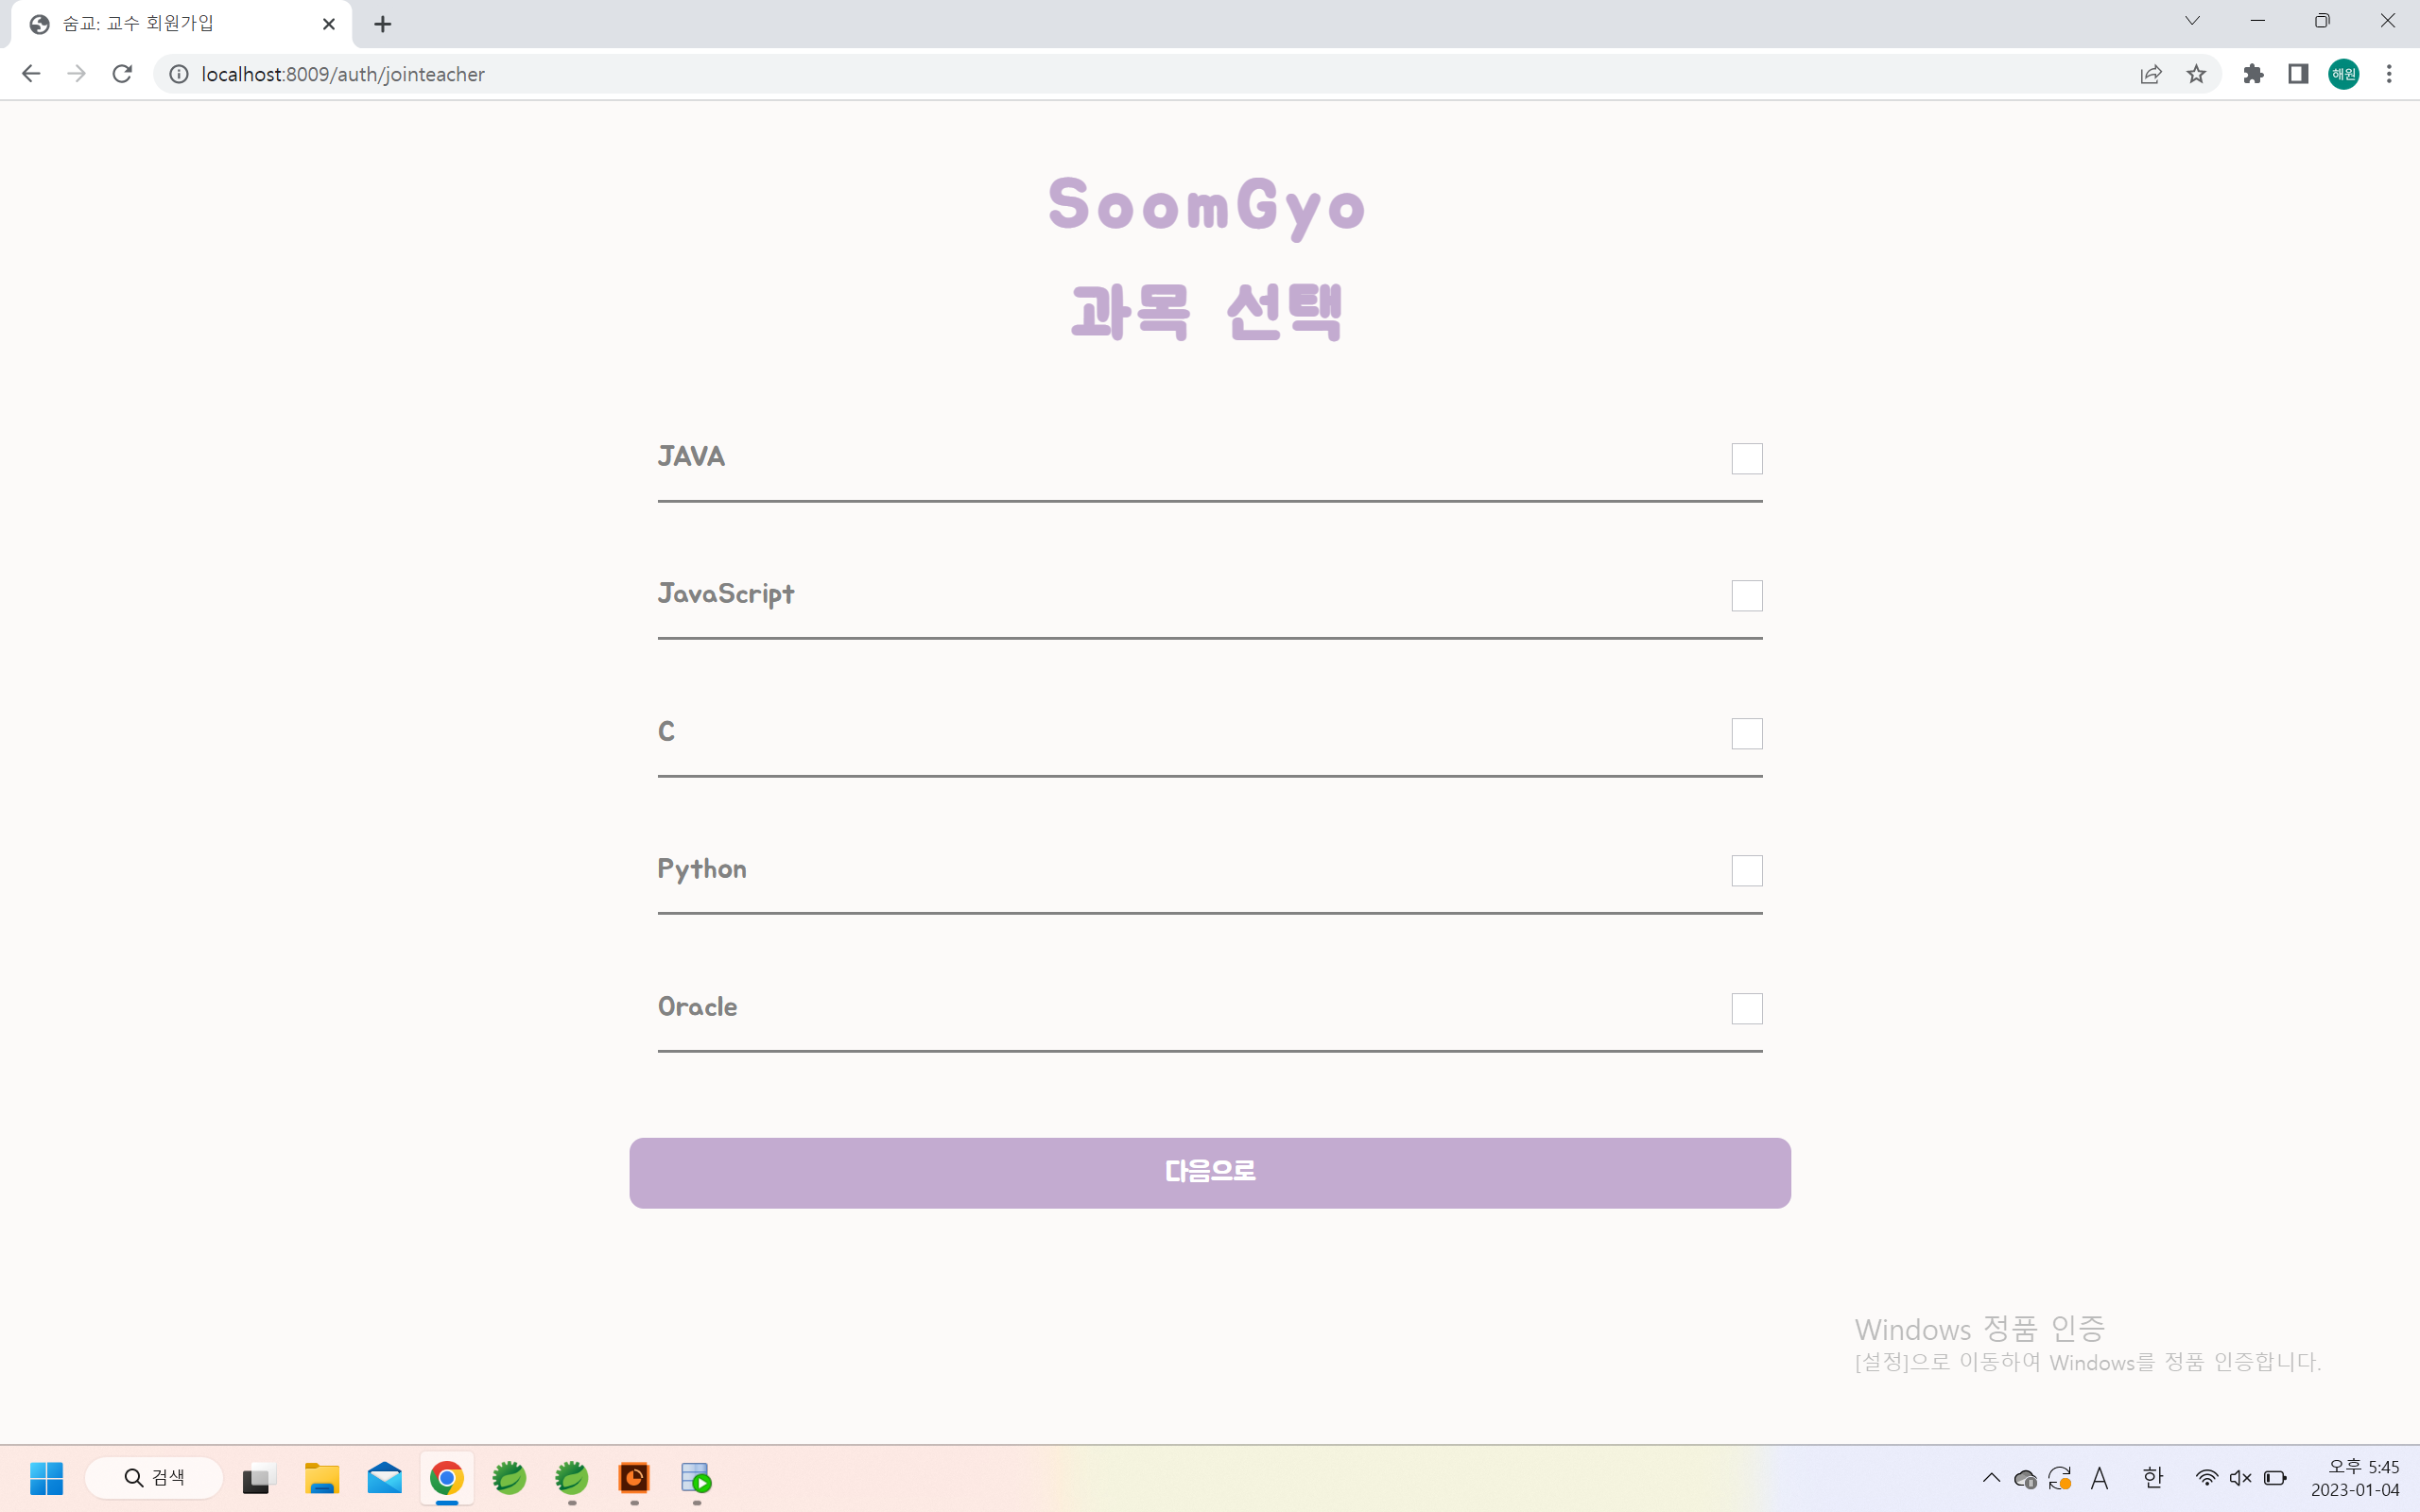 숨교: 교수 회원가입
localhost:8009/auth/jointeacher
해원
SoomGyo
과목 선택
JAVA
JavaScript
C
Python
Oracle
다음으로
Windows 정품 인증
[설정]으로 이동하여 Windows를 정품 인증합니다.
검색
A
한
오후 5:45
2023-01-04